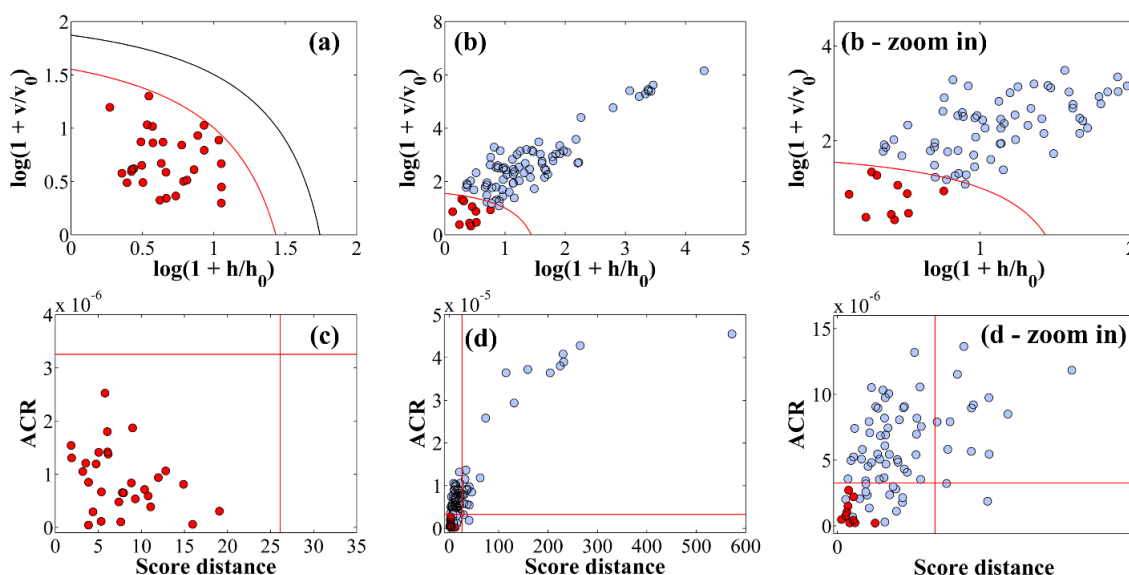 2
1.5
1
0.5
0
(a)
log(1 + v/v0)
0 0.5 1 1.5 2
log(1 + h/h0)
8
6
4
2
0
(b)
log(1 + v/v0)
0 1 2 3 4 5
log(1 + h/h0)
4
2
(b - zoom in)
log(1 + v/v0)
1 2
log(1 + h/h0)
x 10-6
4
3
2
1
0
(c)
ACR
0 5 10 15 20 25 30 35
Score distance
x 10-5
5
4
3
2
1
0
(d)
ACR
0 100 200 300 400 500 600
Score distance
x 10-6
15
10
5
0
(d - zoom in)
ACR
0
Score distance